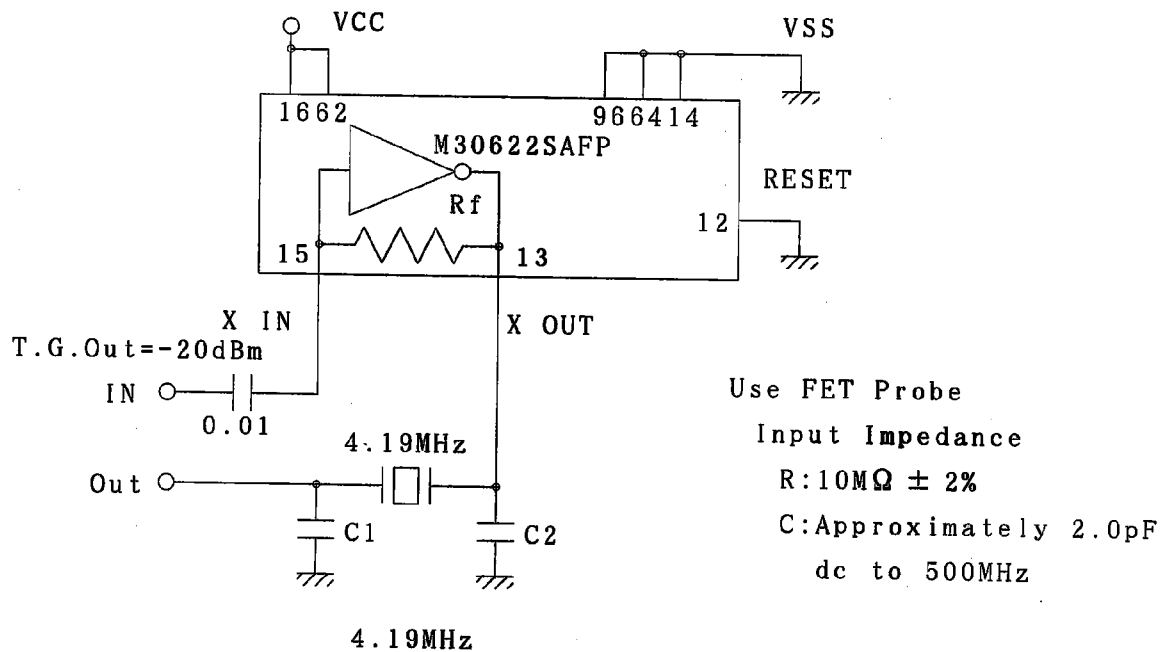 VCC
VSS
1662
966414
M30622SAFP
RESET
Rf
12
15
13
X IN
X OUT
T.G.Out=-20dBm
IN
0.01
Use FET Probe
Input Impedance
4.19MHz
R:10MΩ ± 2%
Out
C:Approximately 2.0pF
C1
C2
dc to 500MHz
4.19MHz